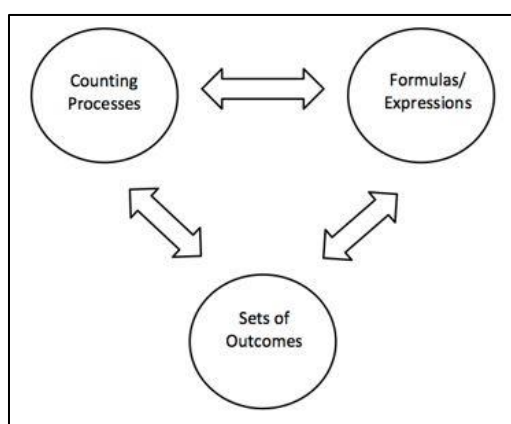 Counting
Processes
Formulas/
Expressions
Sets of
Outcomes